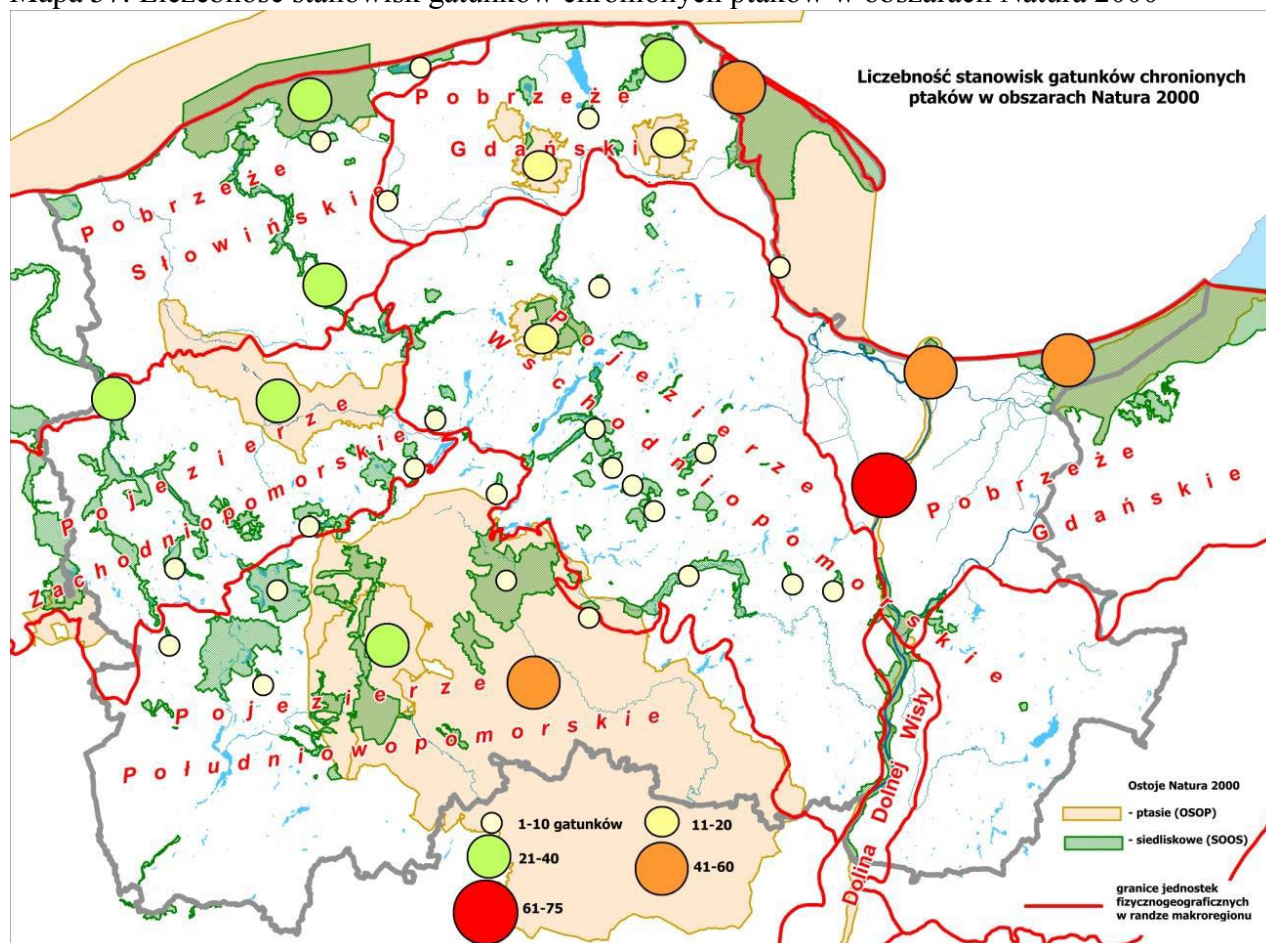 Mapa 37. Liczebność stanowisk gatunków chronionych ptaków w obszarach Natura 2000
Liczebność stanowisk gatunków chronionych
ptaków w obszarach Natura 2000
Pobrzeże
Gdański
Pobrzeże
Słowińskie
Pojezierze
Wschodniopomorskie
Pojezierze
Zachodniopomorskie
Pobrzeże
Gdańskie
Pojezierze
Południowopomorskie
Dolina Dolnej Wisły
Ostoje Natura 2000
- ptasie (OSOP)
- siedliskowe (SOOS)
granice jednostek
fizycznogeograficznych
w randze makroregionu
1-10 gatunków
11-20
21-40
41-60
61-75